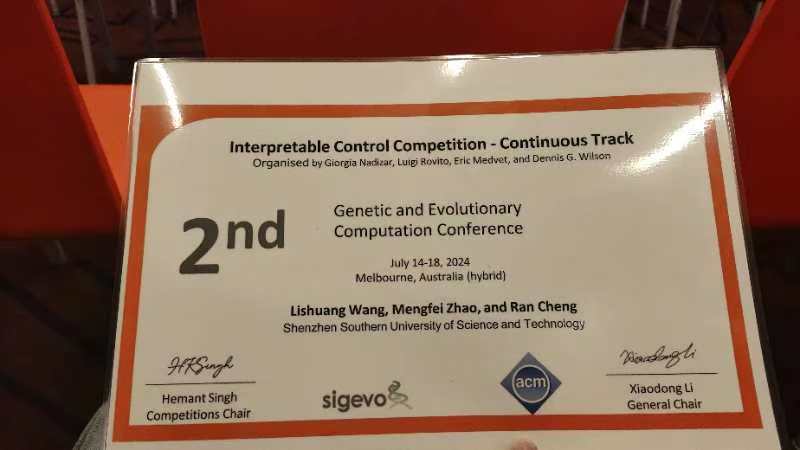 Interpretable Control Competition - Continuous Track
Organised by Giorgia Nadizar, Luigi Rovito, Eric Medvet, and Dennis G. Wilson
2nd
Genetic and Evolutionary
Computation Conference
July 14-18, 2024
Melbourne, Australia (hybrid)
Lishuang Wang, Mengfei Zhao, and Ran Cheng
Shenzhen Southern University of Science and Technology
HKSingh
Hemant Singh
Competitions Chair
sigevo
acm
Xiaodong Li
Xiaodong Li
General Chair